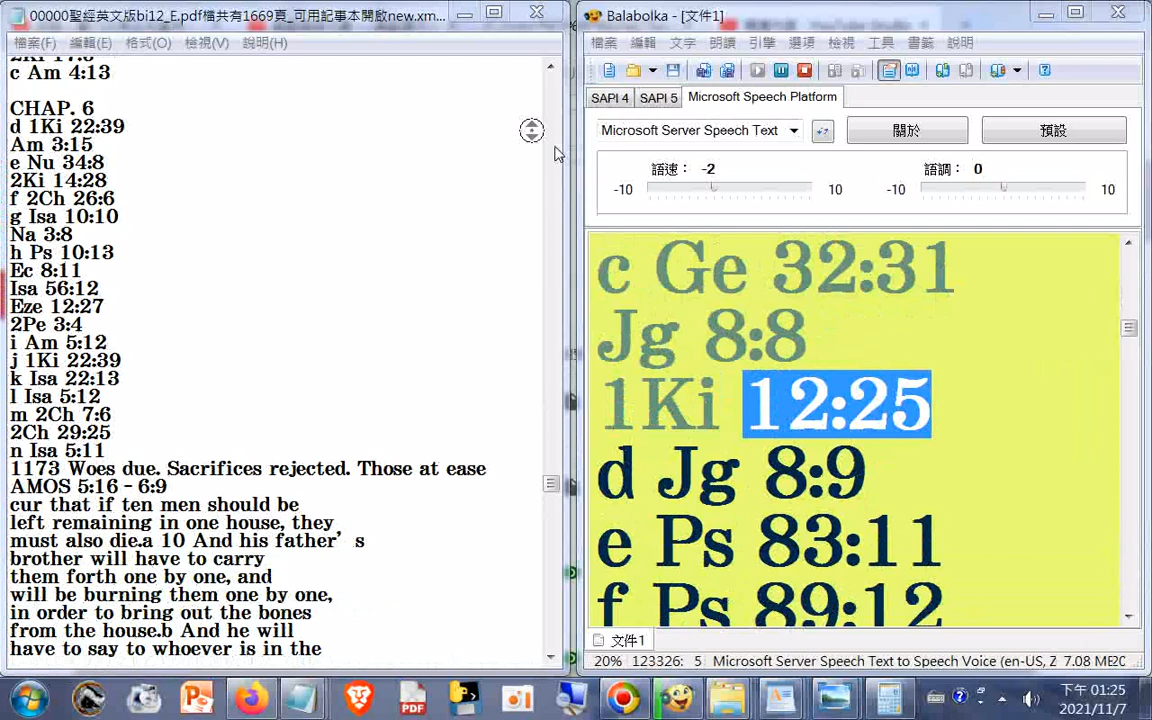 00000聖經英文版bi12_E.pdf檔共有1669頁_可用記事本開啟new.xm...
檔案(F) 編輯(E) 格式(O) 檢視(V) 說明(H)
2Ki 17:6
c Am 4:13
CHAP. 6
d 1Ki 22:39
Am 3:15
e Nu 34:8
2Ki 14:28
f 2Ch 26:6
g Isa 10:10
Na 3:8
h Ps 10:13
Ec 8:11
Isa 56:12
Eze 12:27
2Pe 3:4
i Am 5:12
j 1Ki 22:39
k Isa 22:13
l Isa 5:12
m 2Ch 7:6
2Ch 29:25
n Isa 5:11
1173 Woes due. Sacrifices rejected. Those at ease
AMOS 5:16 - 6:9
cur that if ten men should be
left remaining in one house, they
must also die.a 10 And his father’s
brother will have to carry
them forth one by one, and
will be burning them one by one,
in order to bring out the bones
from the house.b And he will
have to say to whoever is in the
Balabolka - [文件1]
檔案 編輯 文字 朗讀 引擎 選項 檢視 工具 書籤 說明
SAPI 4 SAPI 5 Microsoft Speech Platform
Microsoft Server Speech Text 關於 預設
語速： -2 語調： 0
-10 10 -10 10
c Ge 32:31
Jg 8:8
1Ki 12:25
d Jg 8:9
e Ps 83:11
f Ps 89:12
文件1
20% 123326: 5 Microsoft Server Speech Text to Speech Voice (en-US, Z 7.08 ME20
PDF
下午 01:25
2021/11/7